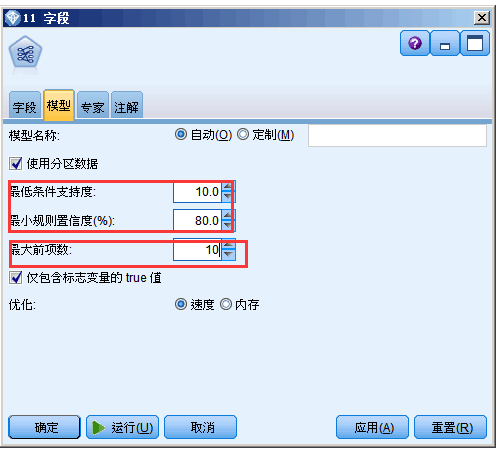 11 字段
字段 模型 专家 注解
模型名称: 自动(O) 定制(M)
使用分区数据
最低条件支持度: 10.0
最小规则置信度(%): 80.0
最大前项数: 10
仅包含标志变量的 true 值
优化: 速度 内存
确定 运行(U) 取消 应用(A) 重置(R)